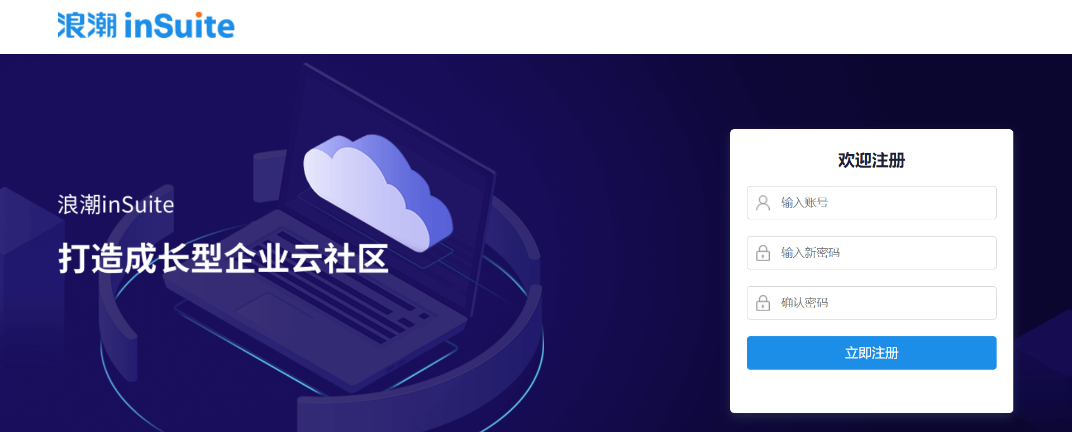 浪潮 inSuite
浪潮inSuite
打造成长型企业云社区
欢迎注册
输入账号
输入新密码
确认密码
立即注册